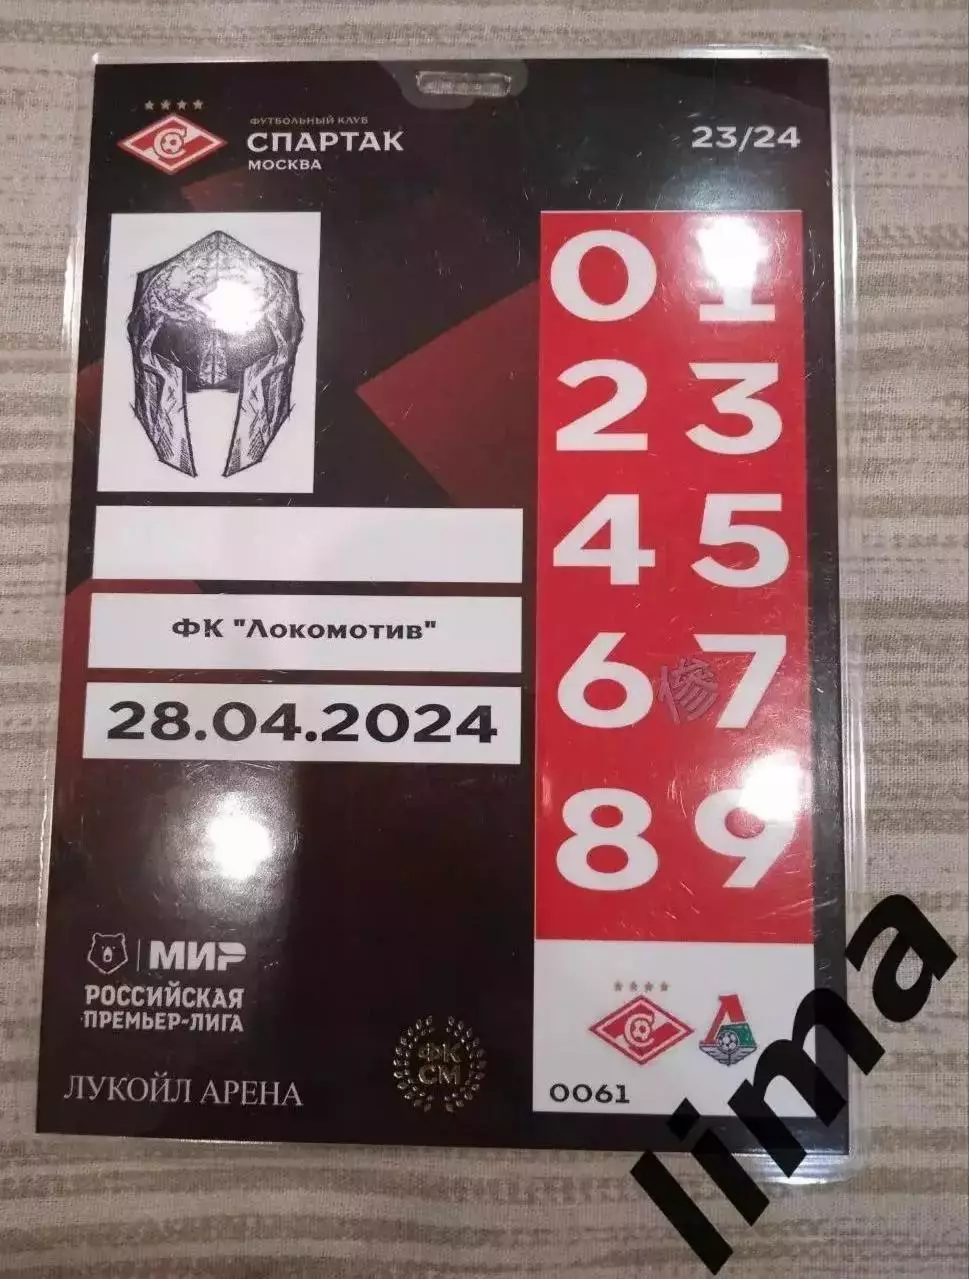 ФУТБОЛЬНЫЙ КЛУБ
СПАРТАК
МОСКВА
23/24
0 1
2 3
4 5
6 7
惨
8 9
ФК "Локомотив"
28.04.2024
МИР
РОССИЙСКАЯ
ПРЕМЬЕР-ЛИГА
ЛУКОЙЛ АРЕНА
ФК
СМ
0061
lima